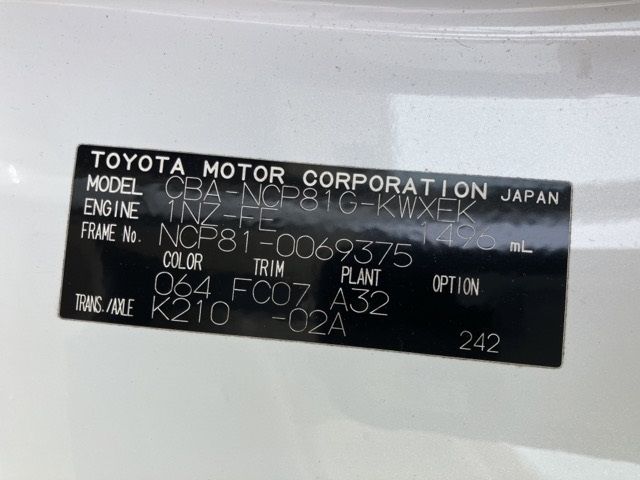 TOYOTA MOTOR CORPORATION JAPAN
MODEL CBA-NCP81G-KWXEK
ENGINE 1NZ-FE 1496 mL
FRAME No. NCP81-0069375
COLOR TRIM PLANT OPTION
064 FC07 A32
TRANS./AXLE K210 -02A
242